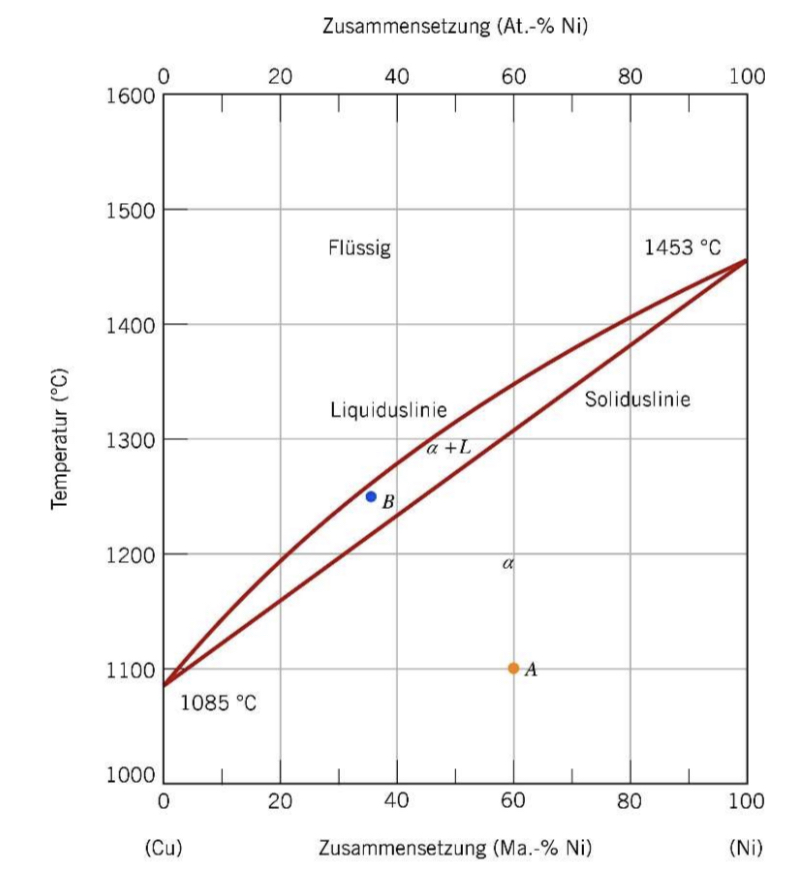 Zusammensetzung (At.-% Ni)
0 20 40 60 80 100
1600
1500
Flüssig
1453 °C
1400
Temperatur (°C)
Liquiduslinie
Soliduslinie
1300
α +L
B
1200
α
1100
A
1085 °C
1000
0 20 40 60 80 100
(Cu) Zusammensetzung (Ma.-% Ni) (Ni)